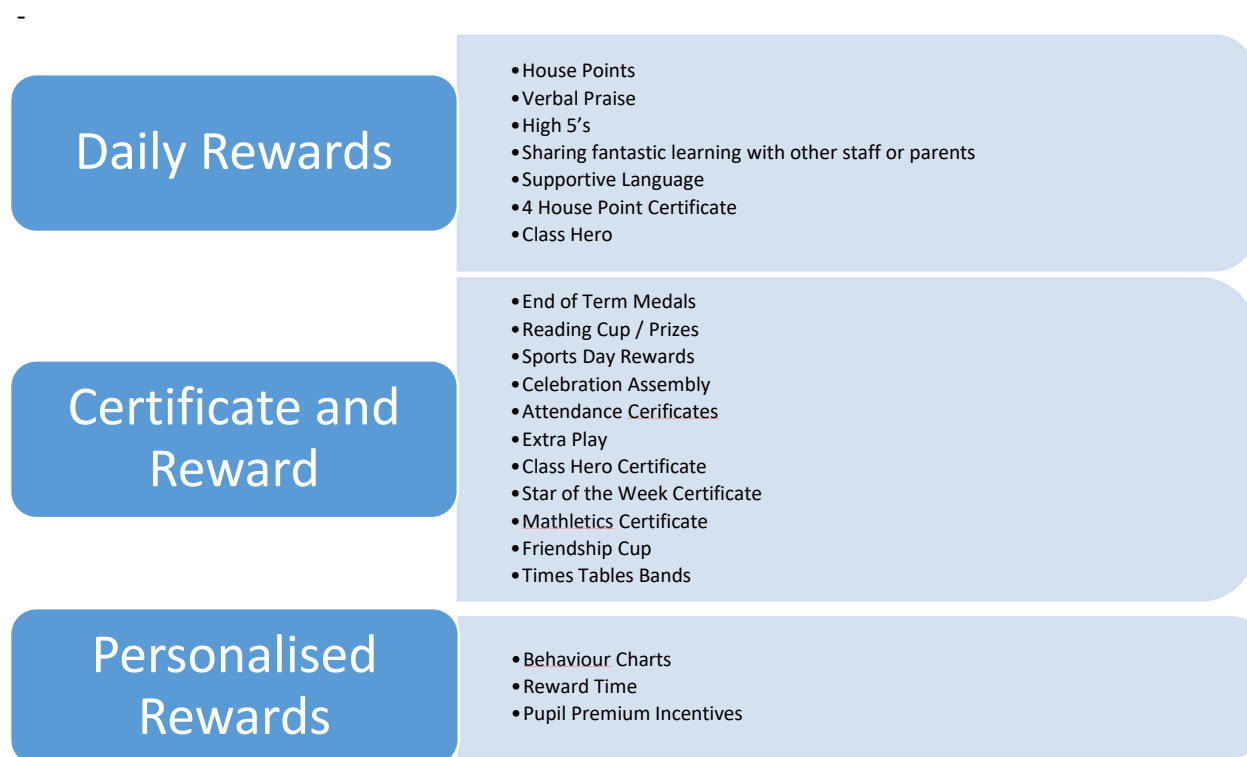 -
Daily Rewards
•House Points
•Verbal Praise
•High 5’s
•Sharing fantastic learning with other staff or parents
•Supportive Language
•4 House Point Certificate
•Class Hero
Certificate and
Reward
•End of Term Medals
•Reading Cup / Prizes
•Sports Day Rewards
•Celebration Assembly
•Attendance Cerificates
•Extra Play
•Class Hero Certificate
•Star of the Week Certificate
•Mathletics Certificate
•Friendship Cup
•Times Tables Bands
Personalised
Rewards
•Behaviour Charts
•Reward Time
•Pupil Premium Incentives